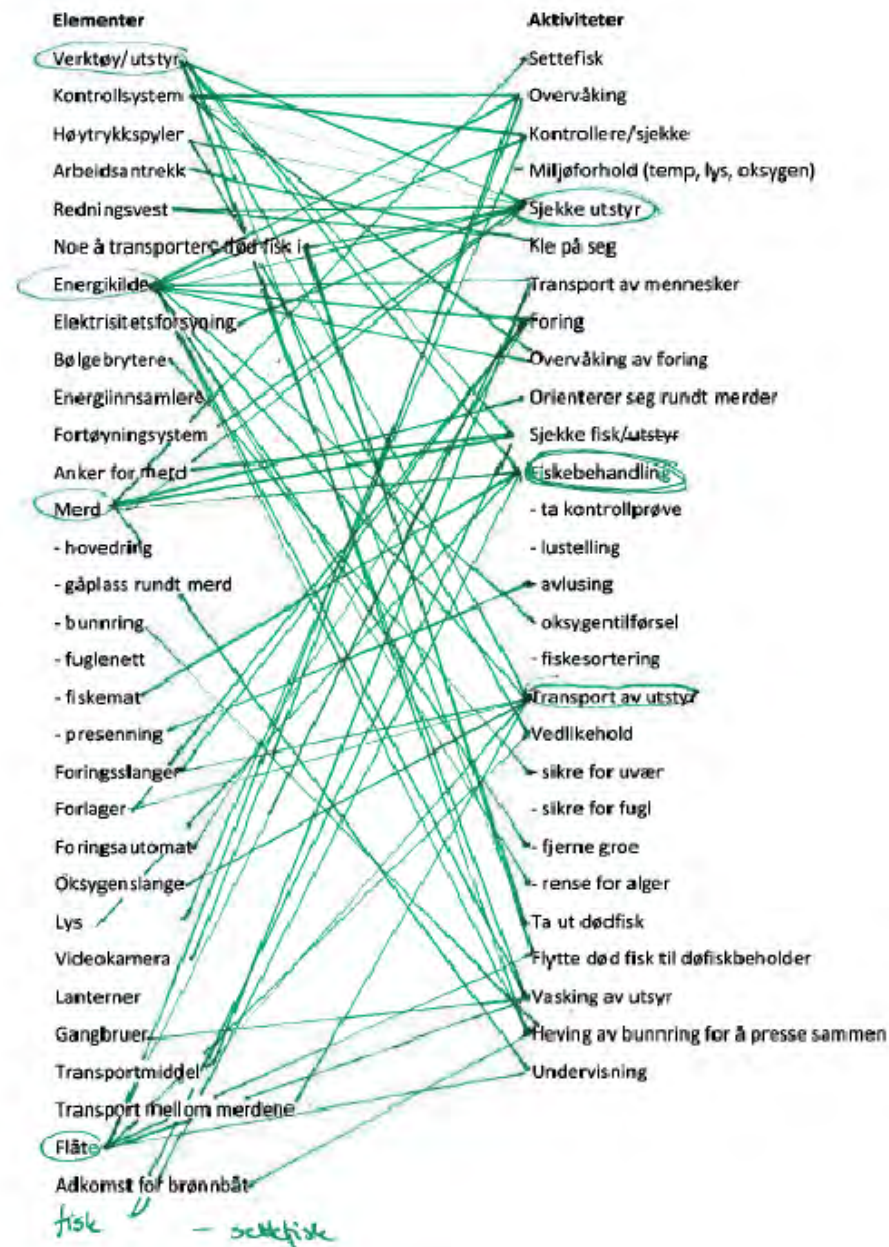 Elementer
Verktøy/utstyr
Kontrollsystem
Høytrykkspyler
Arbeidsantrekk
Redningsvest
Noe å transportere død fisk i
Energikilde
Elektrisitetsforsyning
Bølgebrytere
Energiinnsamlere
Fortøyningsystem
Anker for merd
Merd
- hovedring
- gåplass rundt merd
- bunnring
- fuglenett
- fiskemat
- presenning
Foringsslanger
Forlager
Foringsautomat
Oksygenslange
Lys
Videokamera
Lanterner
Gangbruer
Transportmiddel
Transport mellom merdene
Flåte
Adkomst for brønnbåt
fisk - settefisk
Aktiviteter
Settefisk
Overvåking
Kontrollere/sjekke
Miljøforhold (temp, lys, oksygen)
Sjekke utstyr
Kle på seg
Transport av mennesker
Foring
Overvåking av foring
Orienterer seg rundt merder
Sjekke fisk/utstyr
Fiskebehandling
- ta kontrollprøve
- lustelling
- avlusing
- oksygentilførsel
- fiskesortering
Transport av utstyr
Vedlikehold
- sikre for uvær
- sikre for fugl
- fjerne groe
- rense for alger
Ta ut dødfisk
Flytte død fisk til døfiskbeholder
Vasking av utsyr
Heving av bunnring for å presse sammen
Undervisning